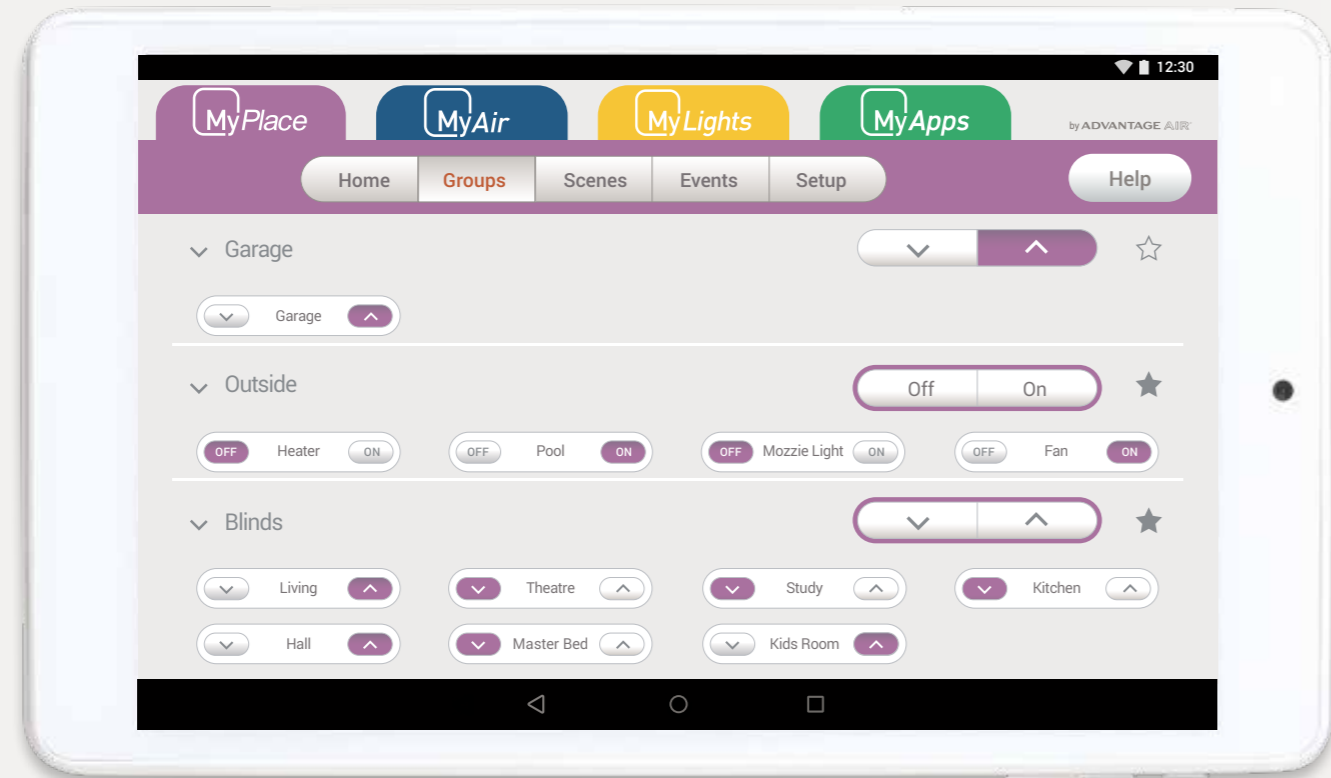 12:30
MyPlace MyAir MyLights MyApps by ADVANTAGE AIR
Home Groups Scenes Events Setup Help
Garage
Garage
Outside Off On
OFF Heater ON OFF Pool ON OFF Mozzie Light ON OFF Fan ON
Blinds
Living Theatre Study Kitchen
Hall Master Bed Kids Room